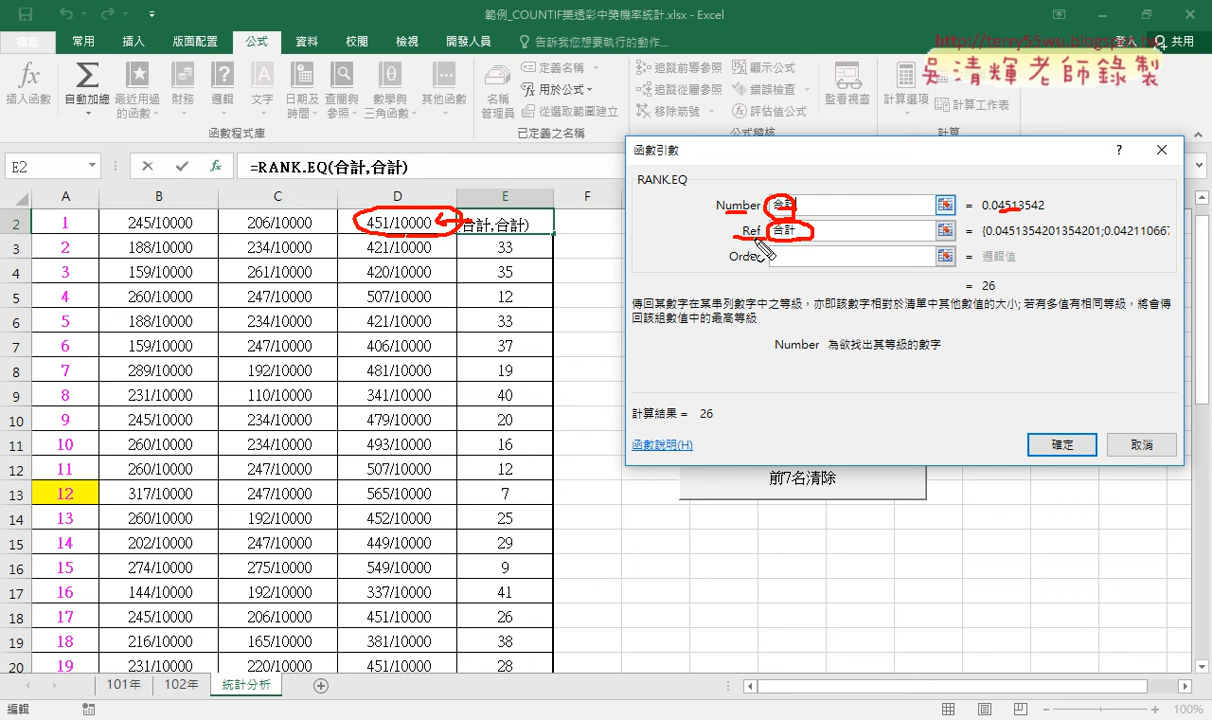 範例_COUNTIF樂透彩中獎機率統計.xlsx - Excel
檔案 常用 插入 版面配置 公式 資料 校閱 檢視 開發人員 告訴我您想要執行的動作... 登入 共用
http://terry55wu.blogspot.tw
吳清輝老師錄製
插入函數 自動加總 最近用過的函數 財務 邏輯 文字 日期及時間 查閱與參照 數學與三角函數 其他函數
函數程式庫
名稱管理員 定義名稱 用於公式 從選取範圍建立
已定義之名稱
追蹤前導參照 追蹤從屬參照 移除箭號 顯示公式 錯誤檢查 評估值公式 監看視窗
公式稽核
計算選項 計算工作表
計算
E2 =RANK.EQ(合計,合計)
A B C D E F
2 1 245/10000 206/10000 451/10000 合計,合計)
3 2 188/10000 234/10000 421/10000 33
4 3 159/10000 261/10000 420/10000 35
5 4 260/10000 247/10000 507/10000 12
6 5 188/10000 234/10000 421/10000 33
7 6 159/10000 247/10000 406/10000 37
8 7 289/10000 192/10000 481/10000 19
9 8 231/10000 110/10000 341/10000 40
10 9 245/10000 234/10000 479/10000 20
11 10 260/10000 234/10000 493/10000 16
12 11 260/10000 247/10000 507/10000 12
13 12 317/10000 247/10000 565/10000 7
14 13 260/10000 192/10000 452/10000 25
15 14 202/10000 247/10000 449/10000 29
16 15 274/10000 275/10000 549/10000 9
17 16 144/10000 192/10000 337/10000 41
18 17 245/10000 206/10000 451/10000 26
19 18 216/10000 165/10000 381/10000 38
20 19 231/10000 220/10000 451/10000 28
函數引數
RANK.EQ
Number 合計 = 0.04513542
Ref 合計 = {0.0451354201354201;0.042110667
Order = 邏輯值
= 26
傳回某數字在某串列數字中之等級，亦即該數字相對於清單中其他數值的大小; 若有多值有相同等級，將會傳
回該組數值中的最高等級
Number 為欲找出其等級的數字
計算結果 = 26
函數說明(H)
確定 取消
前7名清除
101年 102年 統計分析
編輯 100%